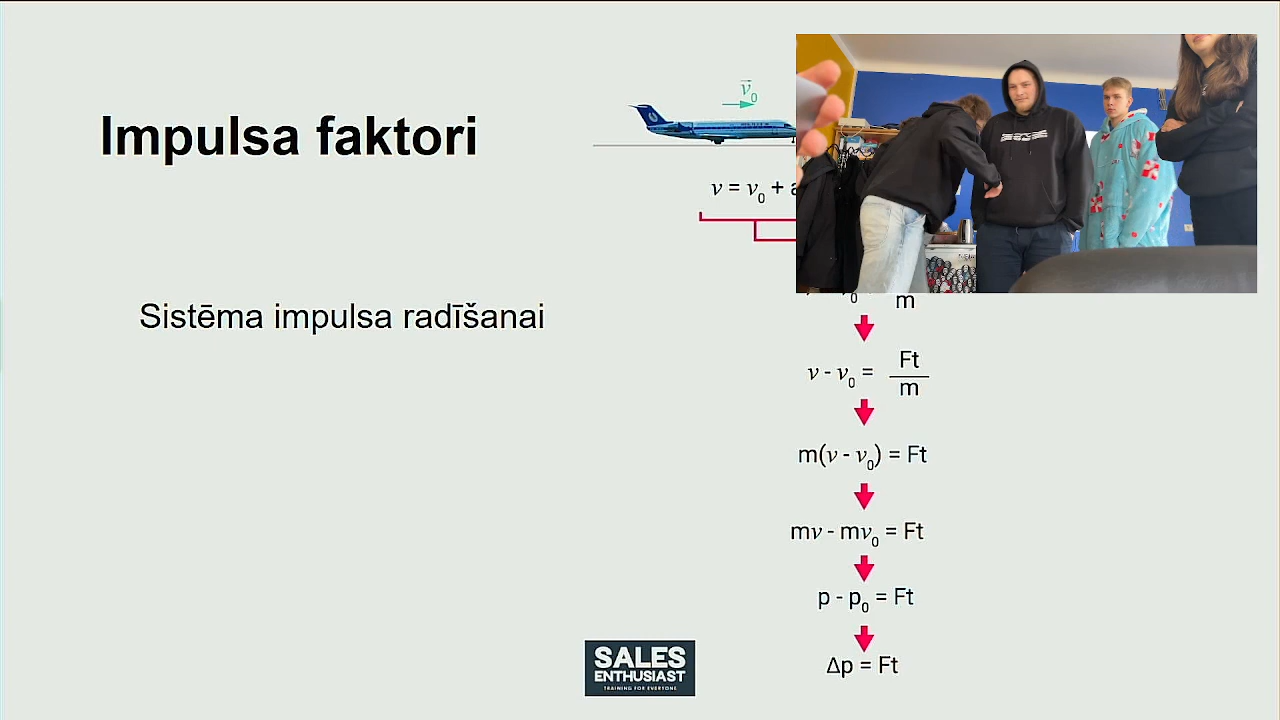 Impulsa faktori
Sistēma impulsa radīšanai
v⃗₀
v = v₀ +
m
v - v₀ = Ft
m
m(v - v₀) = Ft
mv - mv₀ = Ft
p - p₀ = Ft
Δp = Ft
SALES
ENTHUSIAST
TRAINING FOR EVERYONE